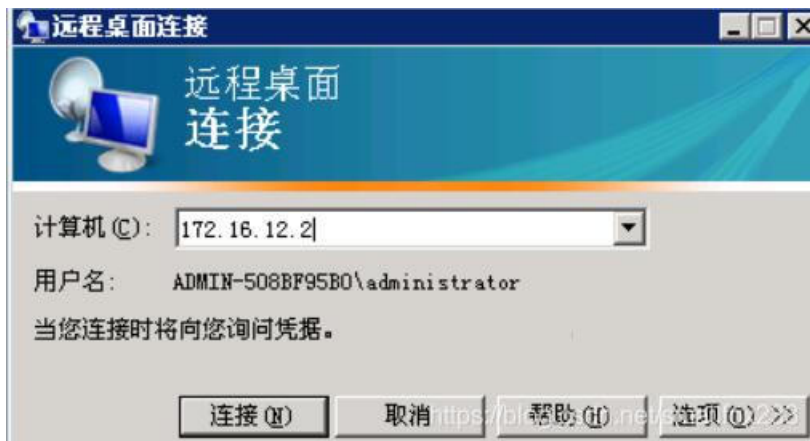 远程桌面连接
远程桌面
连接
计算机(C): 172.16.12.2
用户名: ADMIN-508BF95B0\administrator
当您连接时将向您询问凭据。
连接(N) 取消 帮助(H) 选项(O) >>